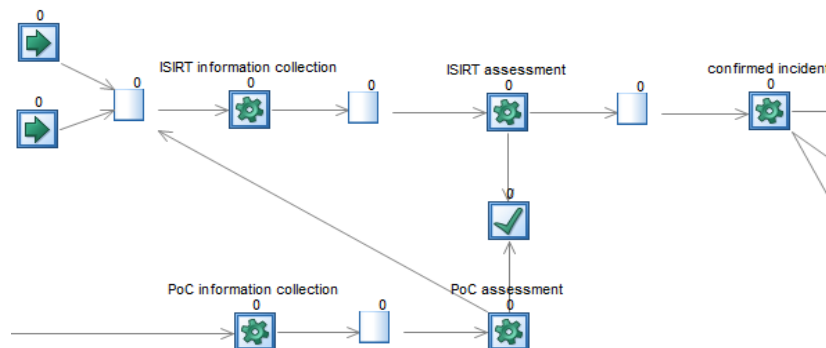 0
ISIRT information collection
ISIRT assessment
confirmed incident
0
0
0
0
0
0
0
0
0
PoC information collection
PoC assessment
0
0
0